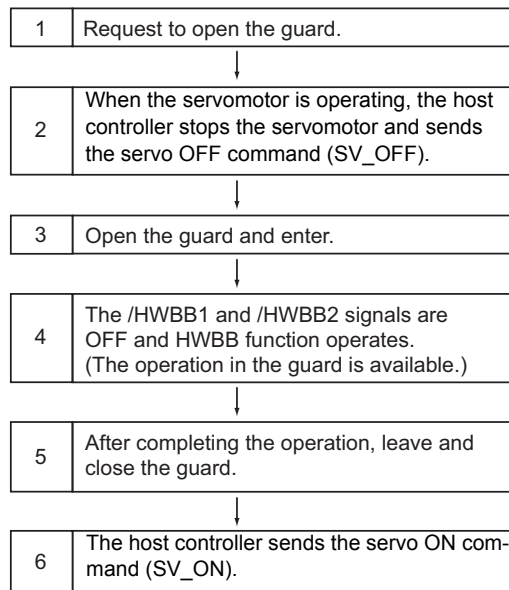 1 Request to open the guard.
2
When the servomotor is operating, the host
controller stops the servomotor and sends
the servo OFF command (SV_OFF).
3 Open the guard and enter.
4
The /HWBB1 and /HWBB2 signals are
OFF and HWBB function operates.
(The operation in the guard is available.)
5
After completing the operation, leave and
close the guard.
6
The host controller sends the servo ON com-
mand (SV_ON).